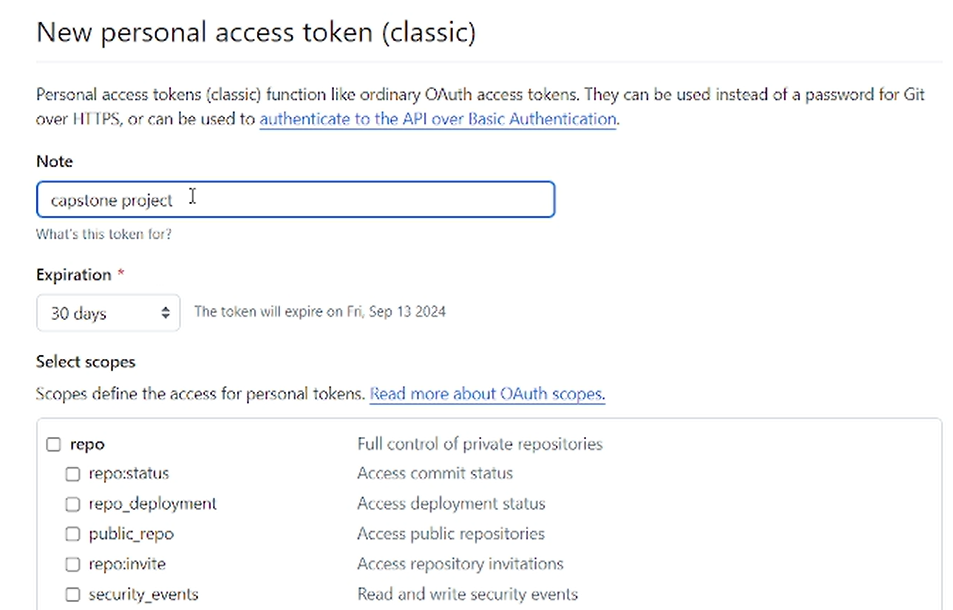 New personal access token (classic)
Personal access tokens (classic) function like ordinary OAuth access tokens. They can be used instead of a password for Git
over HTTPS, or can be used to authenticate to the API over Basic Authentication.
Note
capstone project
What's this token for?
Expiration *
30 days The token will expire on Fri, Sep 13 2024
Select scopes
Scopes define the access for personal tokens. Read more about OAuth scopes.
repo Full control of private repositories
repo:status Access commit status
repo_deployment Access deployment status
public_repo Access public repositories
repo:invite Access repository invitations
security_events Read and write security events